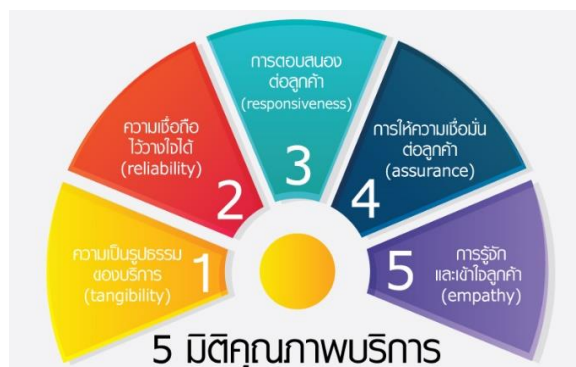 ความเป็นรูปธรรม
ของบริการ
(tangibility)
1
ความเชื่อถือ
ไว้วางใจได้
(reliability)
2
การตอบสนอง
ต่อลูกค้า
(responsiveness)
3
การให้ความเชื่อมั่น
ต่อลูกค้า
(assurance)
4
การรู้จัก
และเข้าใจลูกค้า
(empathy)
5
5 มิติคุณภาพบริการ